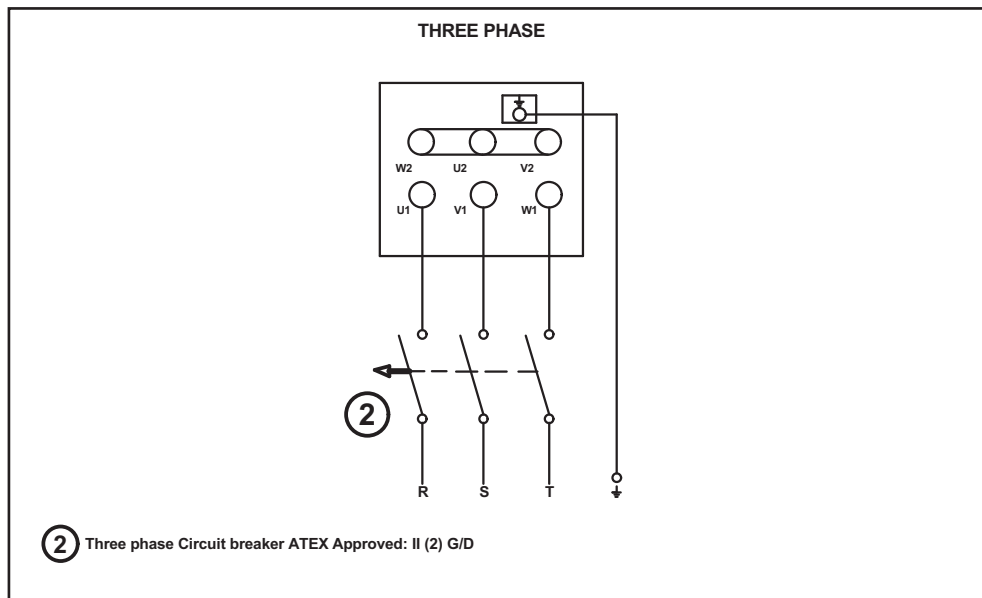 THREE PHASE
W2 U2 V2
U1 V1 W1
2
R S T
2 Three phase Circuit breaker ATEX Approved: II (2) G/D